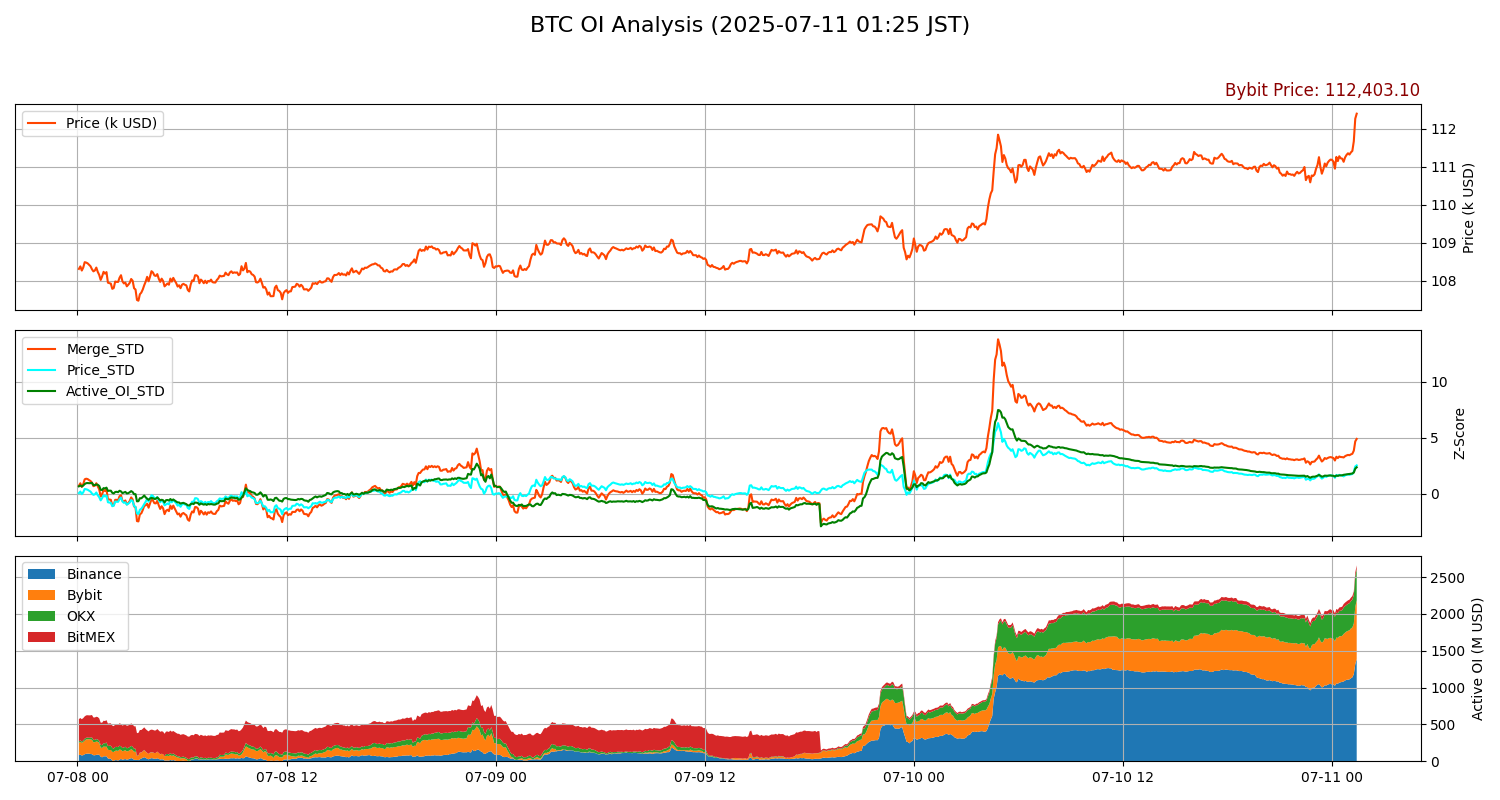 BTC OI Analysis (2025-07-11 01:25 JST)
Bybit Price: 112,403.10
Price (k USD)
112
111
110
109
108
Price (k USD)
Merge_STD
Price_STD
Active_OI_STD
10
5
0
Z-Score
Binance
Bybit
OKX
BitMEX
2500
2000
1500
1000
500
0
Active OI (M USD)
07-08 00
07-08 12
07-09 00
07-09 12
07-10 00
07-10 12
07-11 00